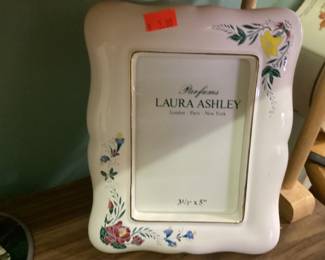 Parfums
LAURA ASHLEY
London · Paris · New York
3½" x 5"